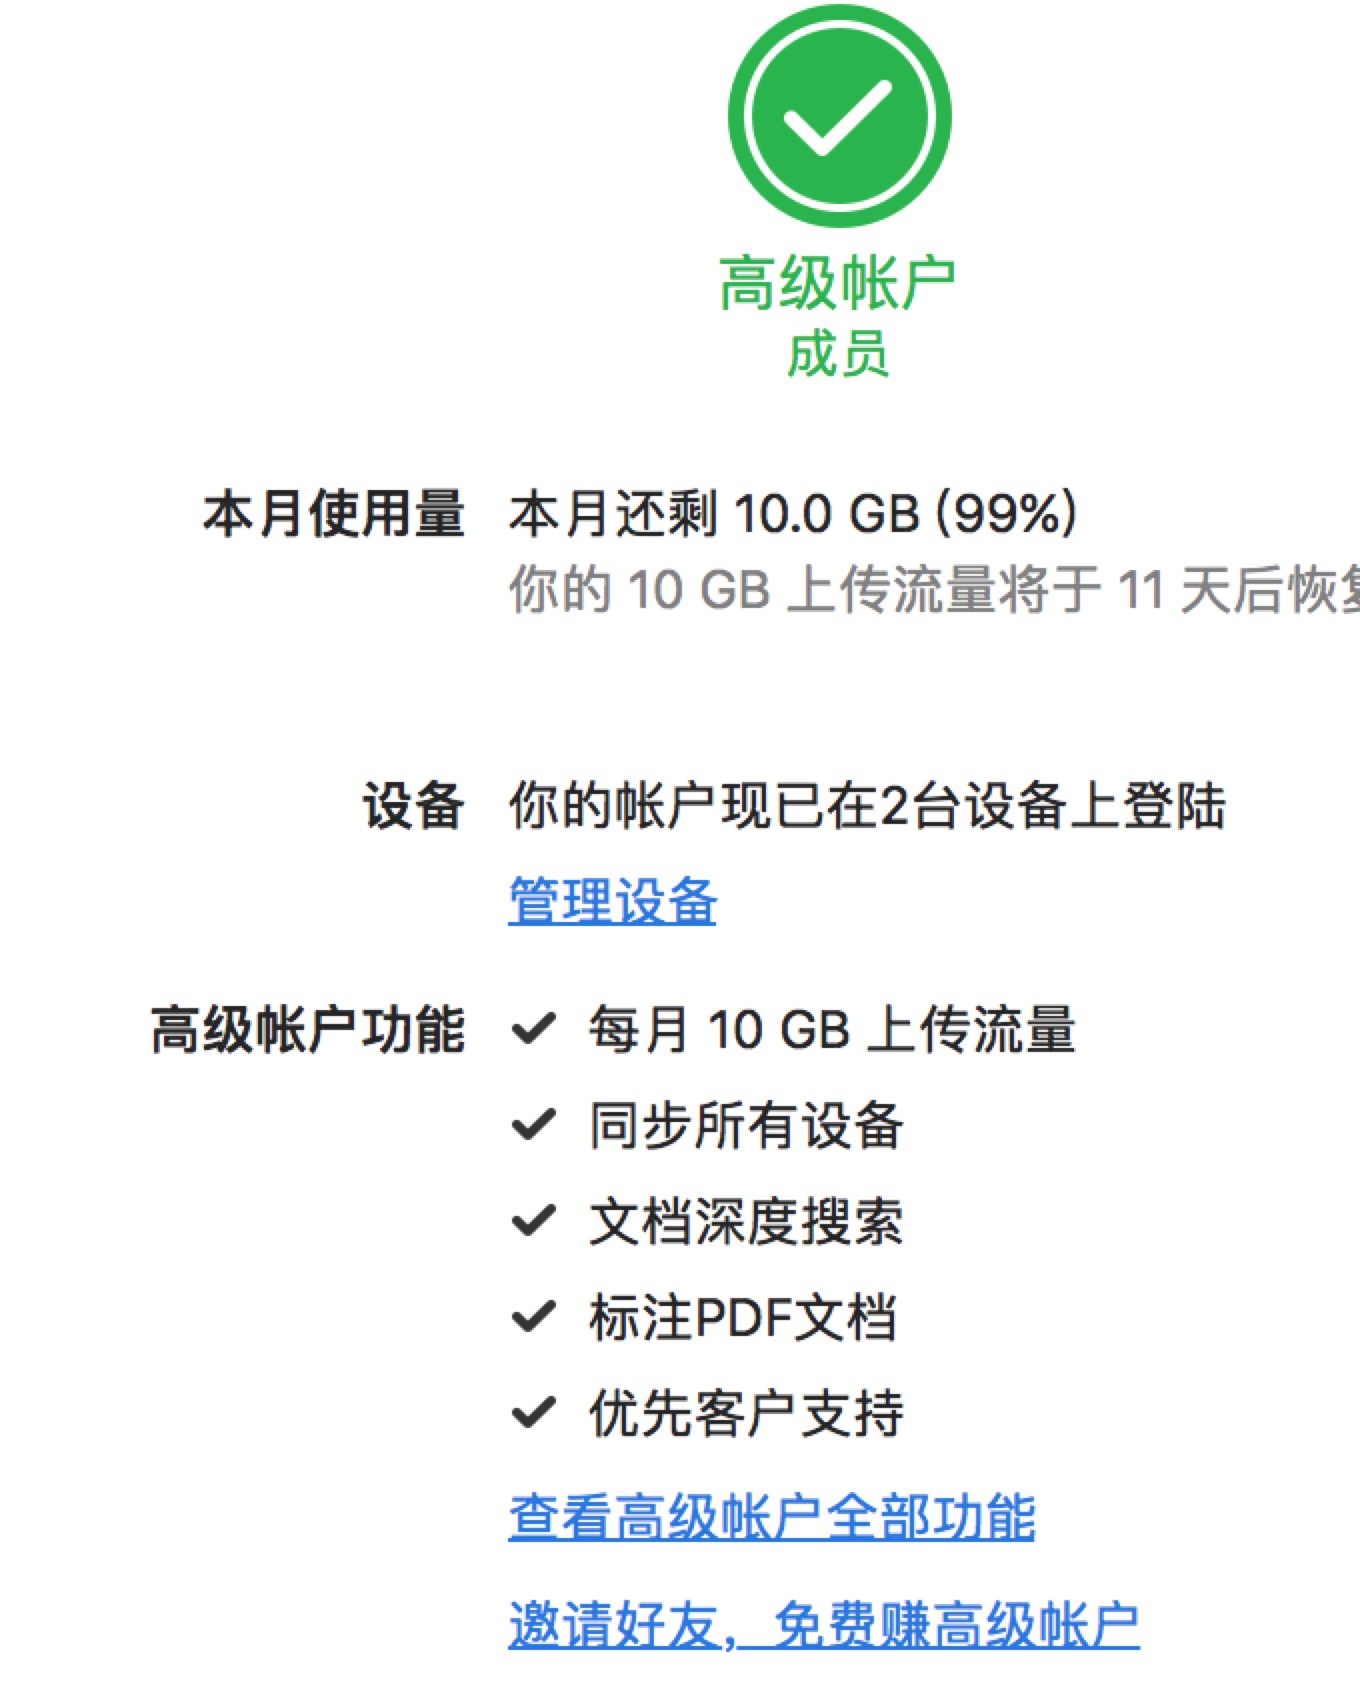 高级帐户
成员
本月使用量 本月还剩 10.0 GB (99%)
你的 10 GB 上传流量将于 11 天后恢复
设备 你的帐户现已在2台设备上登陆
管理设备
高级帐户功能 每月 10 GB 上传流量
同步所有设备
文档深度搜索
标注PDF文档
优先客户支持
查看高级帐户全部功能
邀请好友，免费赚高级帐户